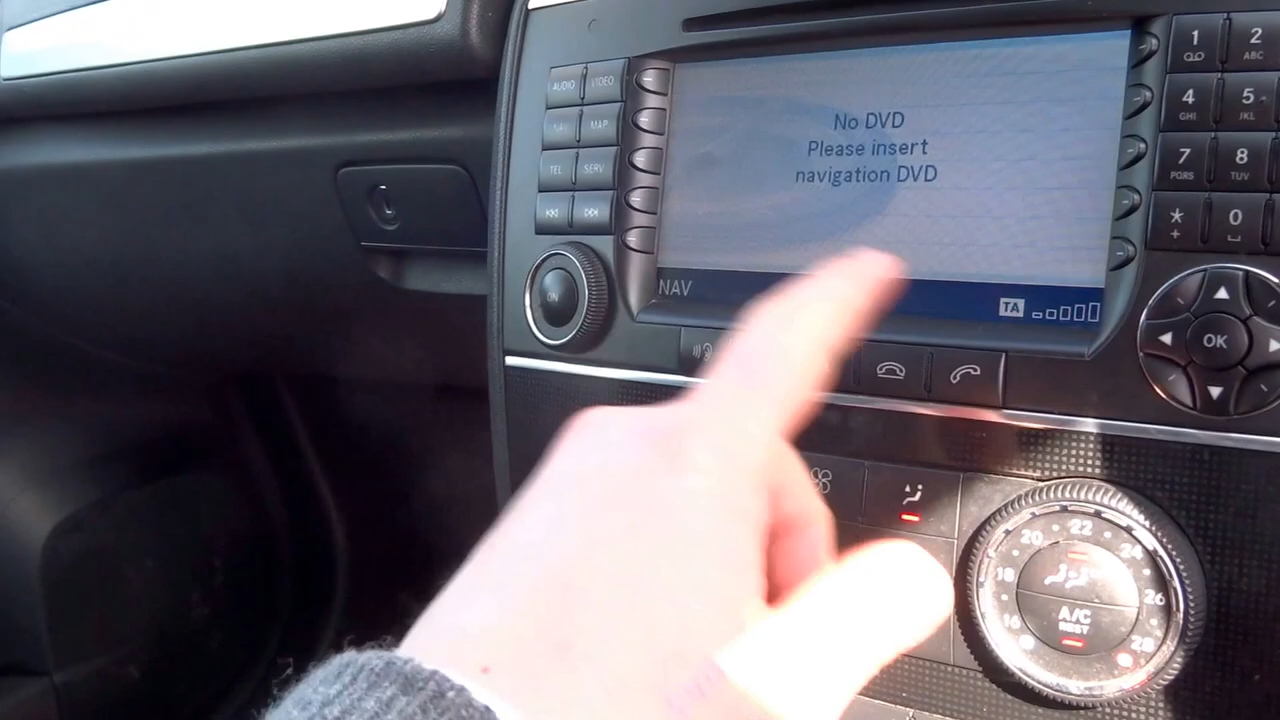 AUDIO VIDEO
NAVI MAP
TEL SERV
ON
No DVD
Please insert
navigation DVD
NAV
TA
1
2
ABC
4
GHI
5
JKL
7
PQRS
8
TUV
*
+
0
OK
16
18
20
22
24
26
28
A/C
REST